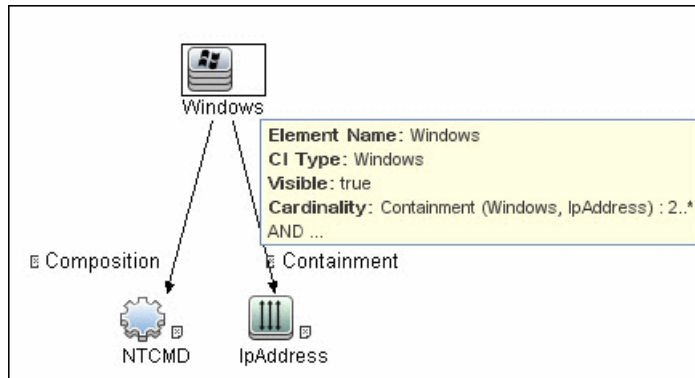 Windows
Element Name: Windows
CI Type: Windows
Visible: true
Cardinality: Containment (Windows, IpAddress) : 2..*
AND ...
Composition
Containment
NTCMD
IpAddress